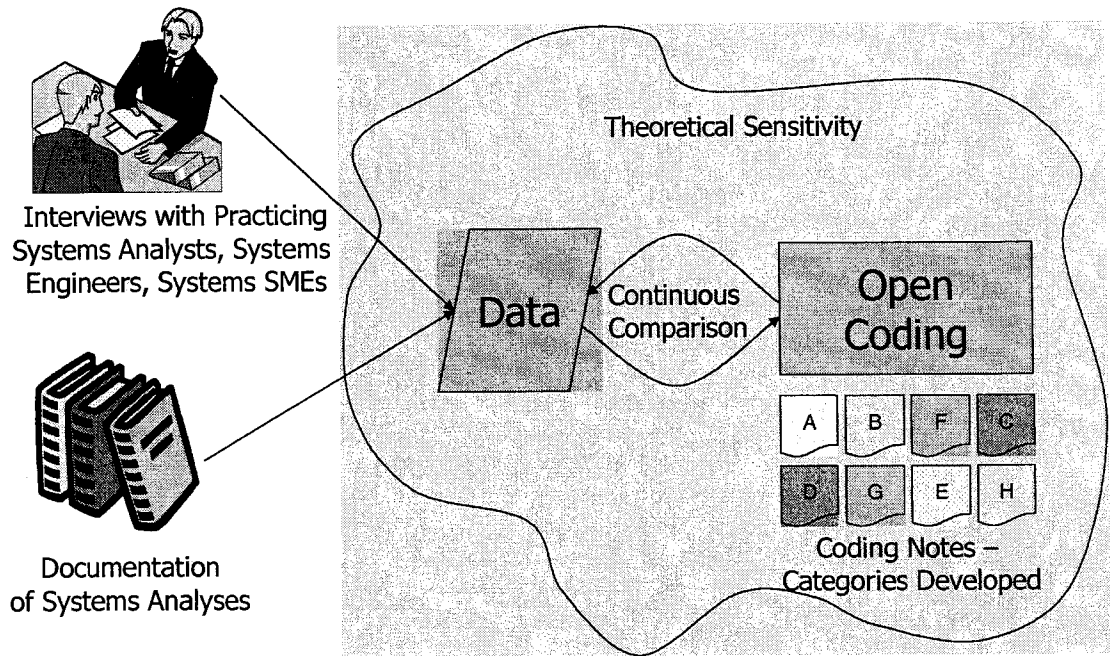 Theoretical Sensitivity
Interviews with Practicing
Systems Analysts, Systems
Engineers, Systems SMEs
Data
Continuous
Comparison
Open
Coding
A B F C
D G E H
Coding Notes –
Categories Developed
Documentation
of Systems Analyses